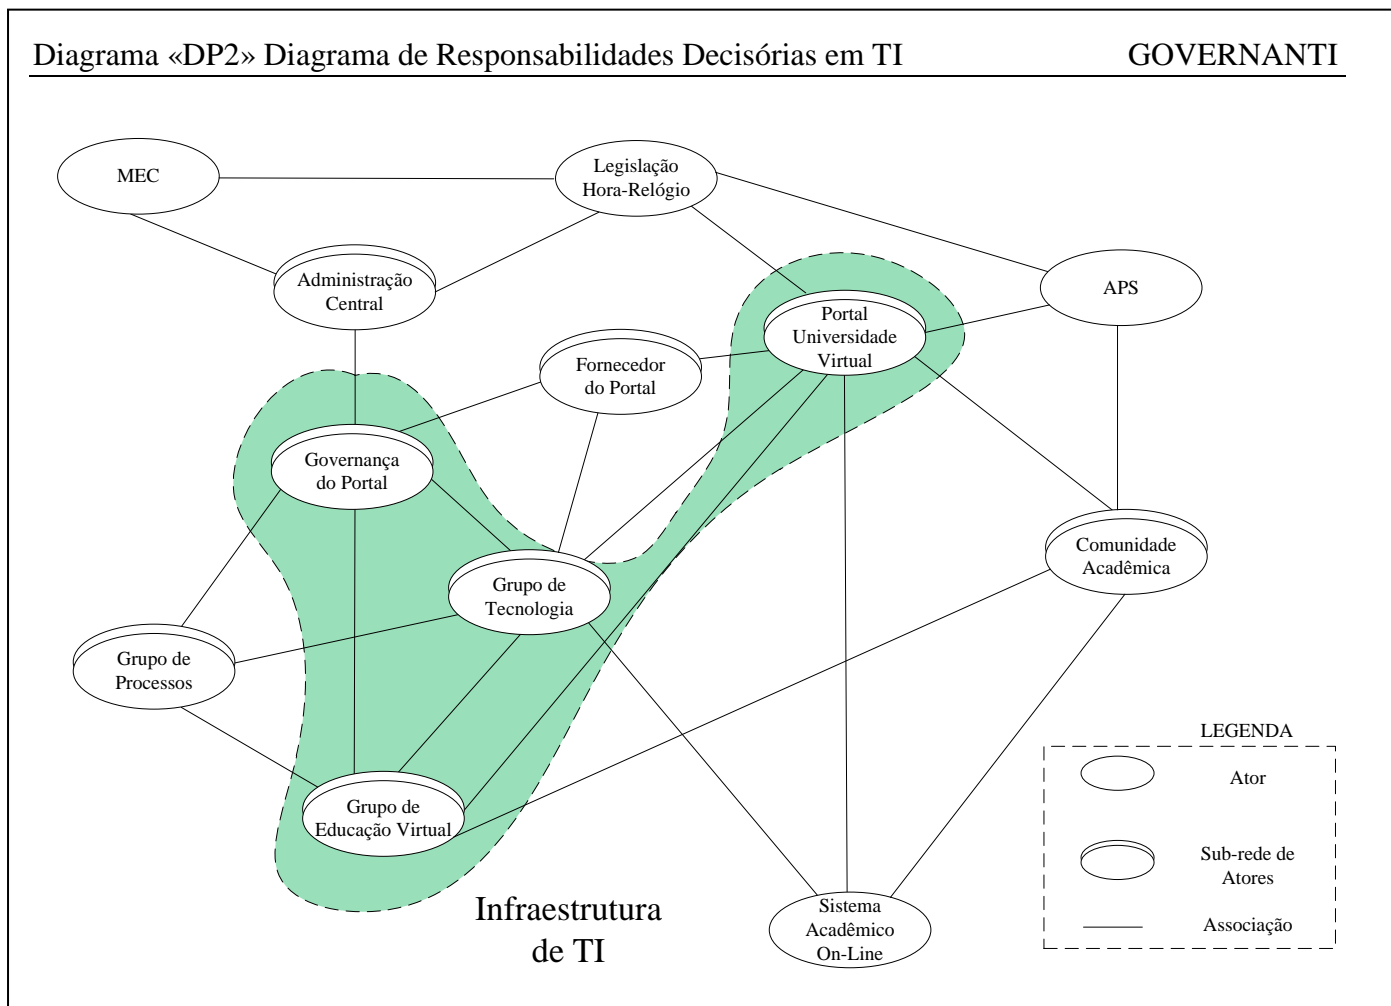 Diagrama «DP2» Diagrama de Responsabilidades Decisórias em TI GOVERNANTI
MEC
Legislação
Hora-Relógio
Administração
Central
APS
Portal
Universidade
Virtual
Fornecedor
do Portal
Governança
do Portal
Comunidade
Acadêmica
Grupo de
Tecnologia
Grupo de
Processos
Grupo de
Educação Virtual
Infraestrutura
de TI
Sistema
Acadêmico
On-Line
LEGENDA
Ator
Sub-rede de
Atores
Associação